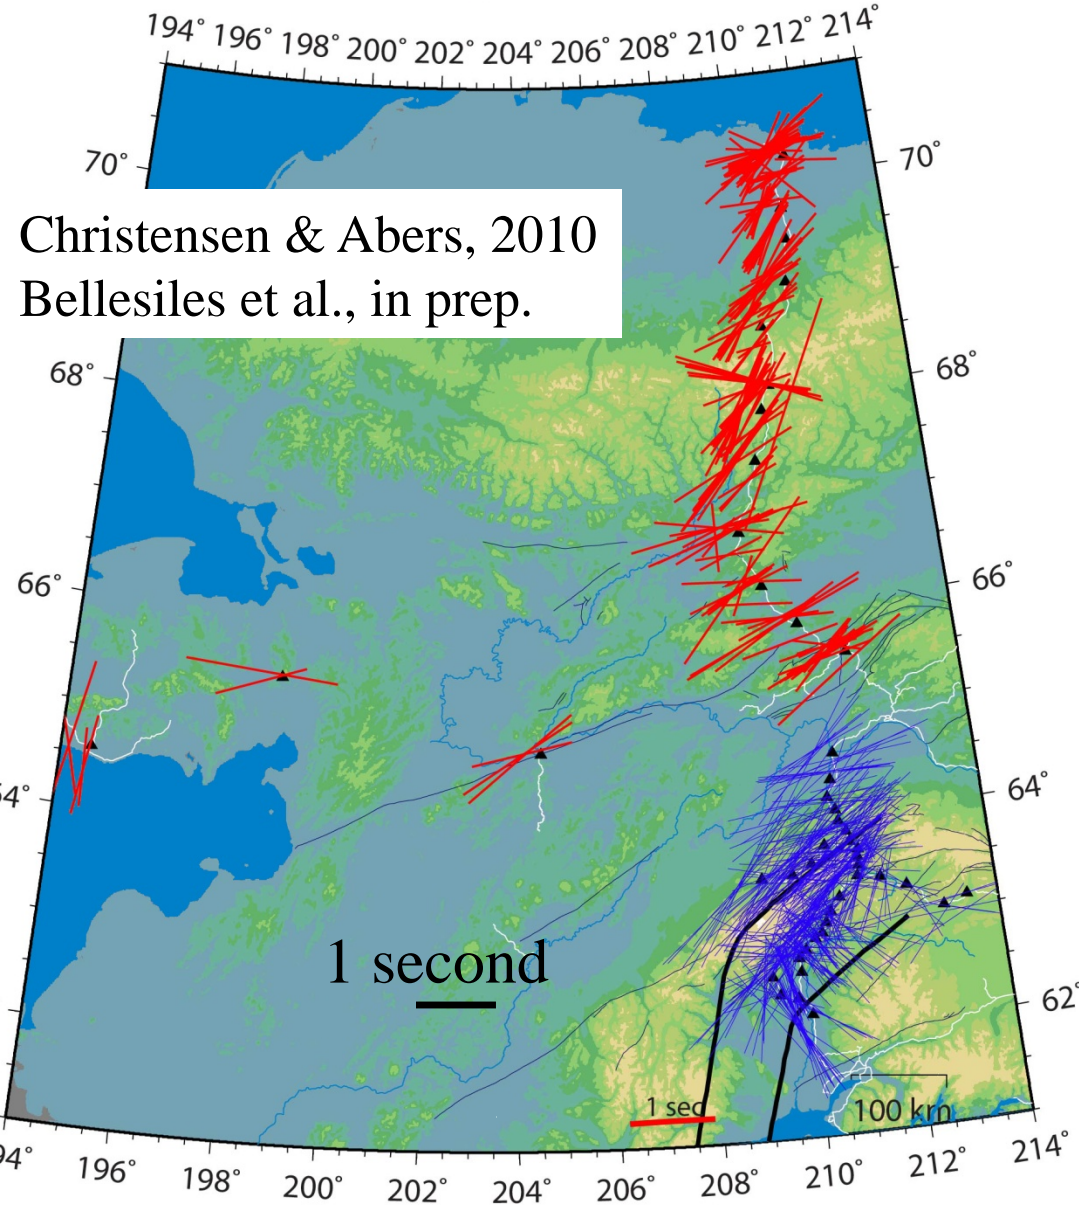 194° 196° 198° 200° 202° 204° 206° 208° 210° 212° 214°
70° 70°
Christensen & Abers, 2010
Bellesiles et al., in prep.
68° 68°
66° 66°
54° 64°
1 second
62°
1 sec
100 km
94° 196° 198° 200° 202° 204° 206° 208° 210° 212° 214°